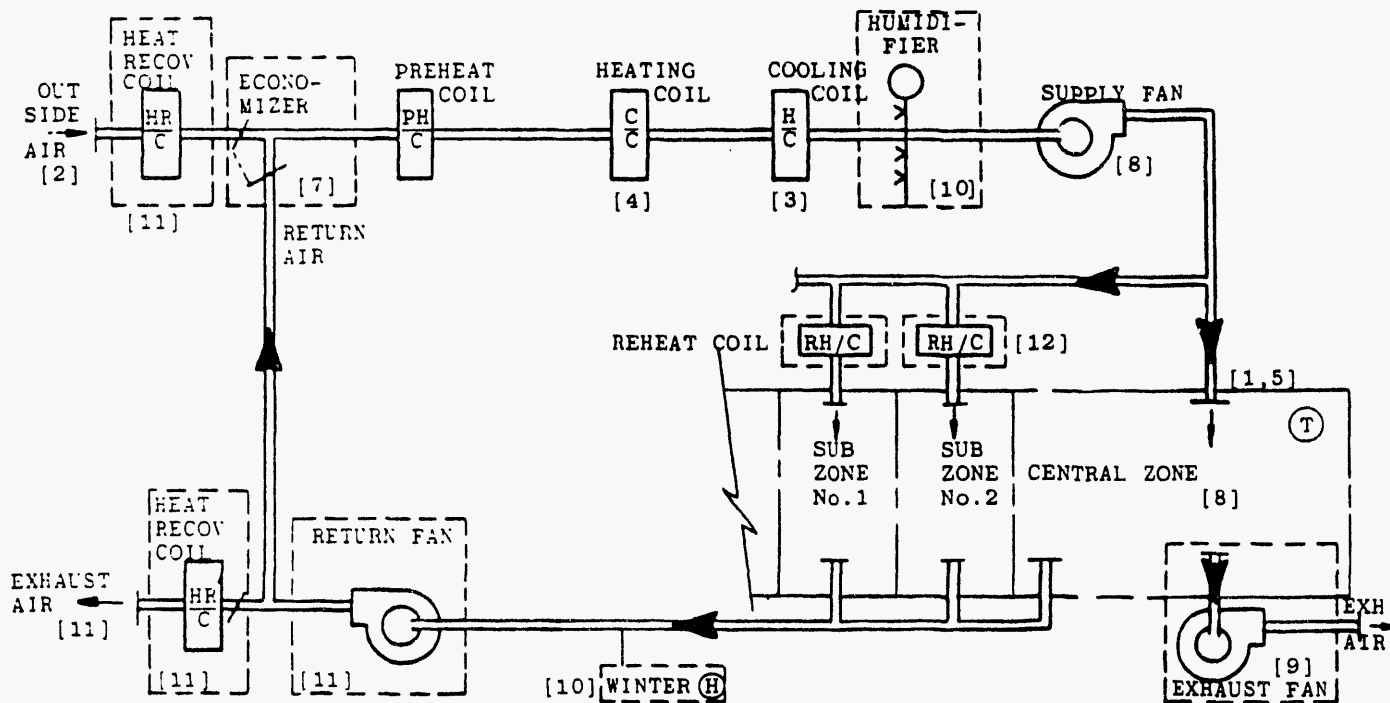 HEAT
RECOV
COIL
HR
C
OUT
SIDE
AIR
[2]
[11]
ECONO-
MIZER
[7]
RETURN
AIR
PREHEAT
COIL
PH
C
HEATING
COIL
C
C
[4]
COOLING
COIL
H
C
[3]
HUMIDI-
FIER
[10]
SUPPLY FAN
[8]
REHEAT COIL
RH/C
RH/C
[12]
[1,5]
T
SUB
ZONE
No.1
SUB
ZONE
No.2
CENTRAL ZONE
[8]
HEAT
RECOV
COIL
HR
C
EXHAUST
AIR
[11]
[11]
RETURN FAN
[11]
[10]
WINTER H
EXH
AIR
[9]
EXHAUST FAN